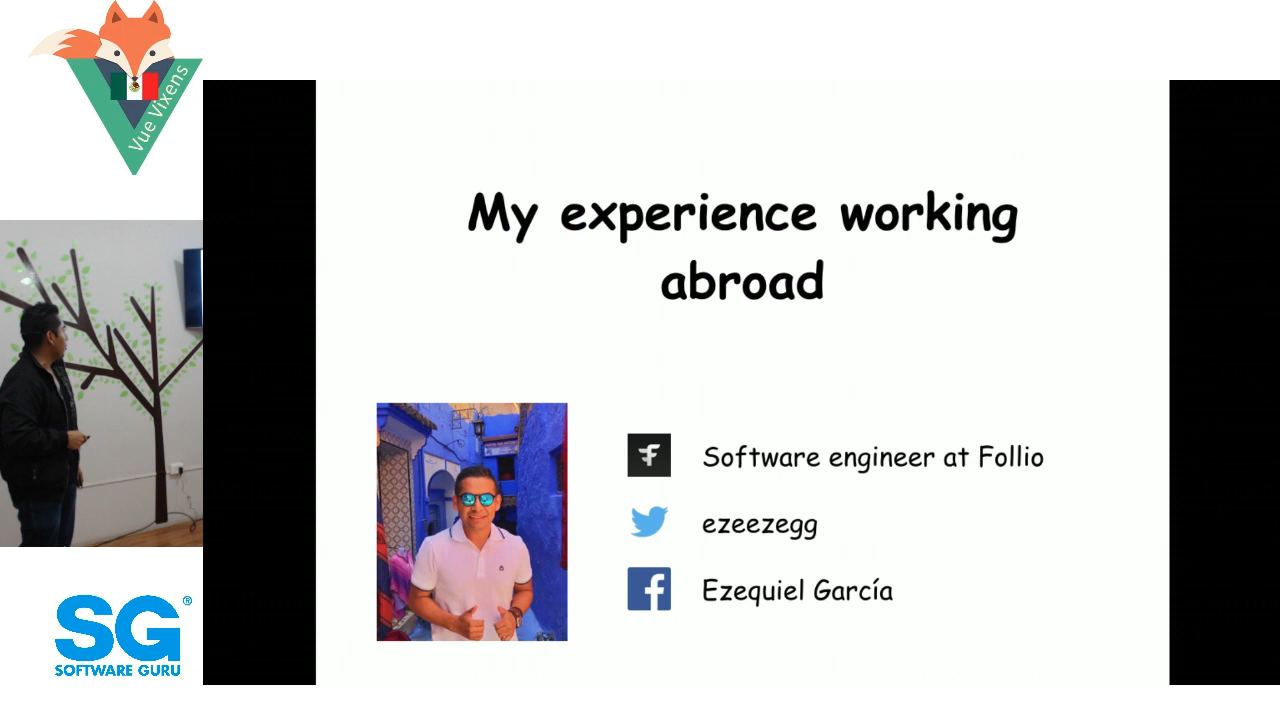 Vue Vixens
My experience working
abroad
Software engineer at Follio
ezeezegg
Ezequiel García
SG®
SOFTWARE GURU